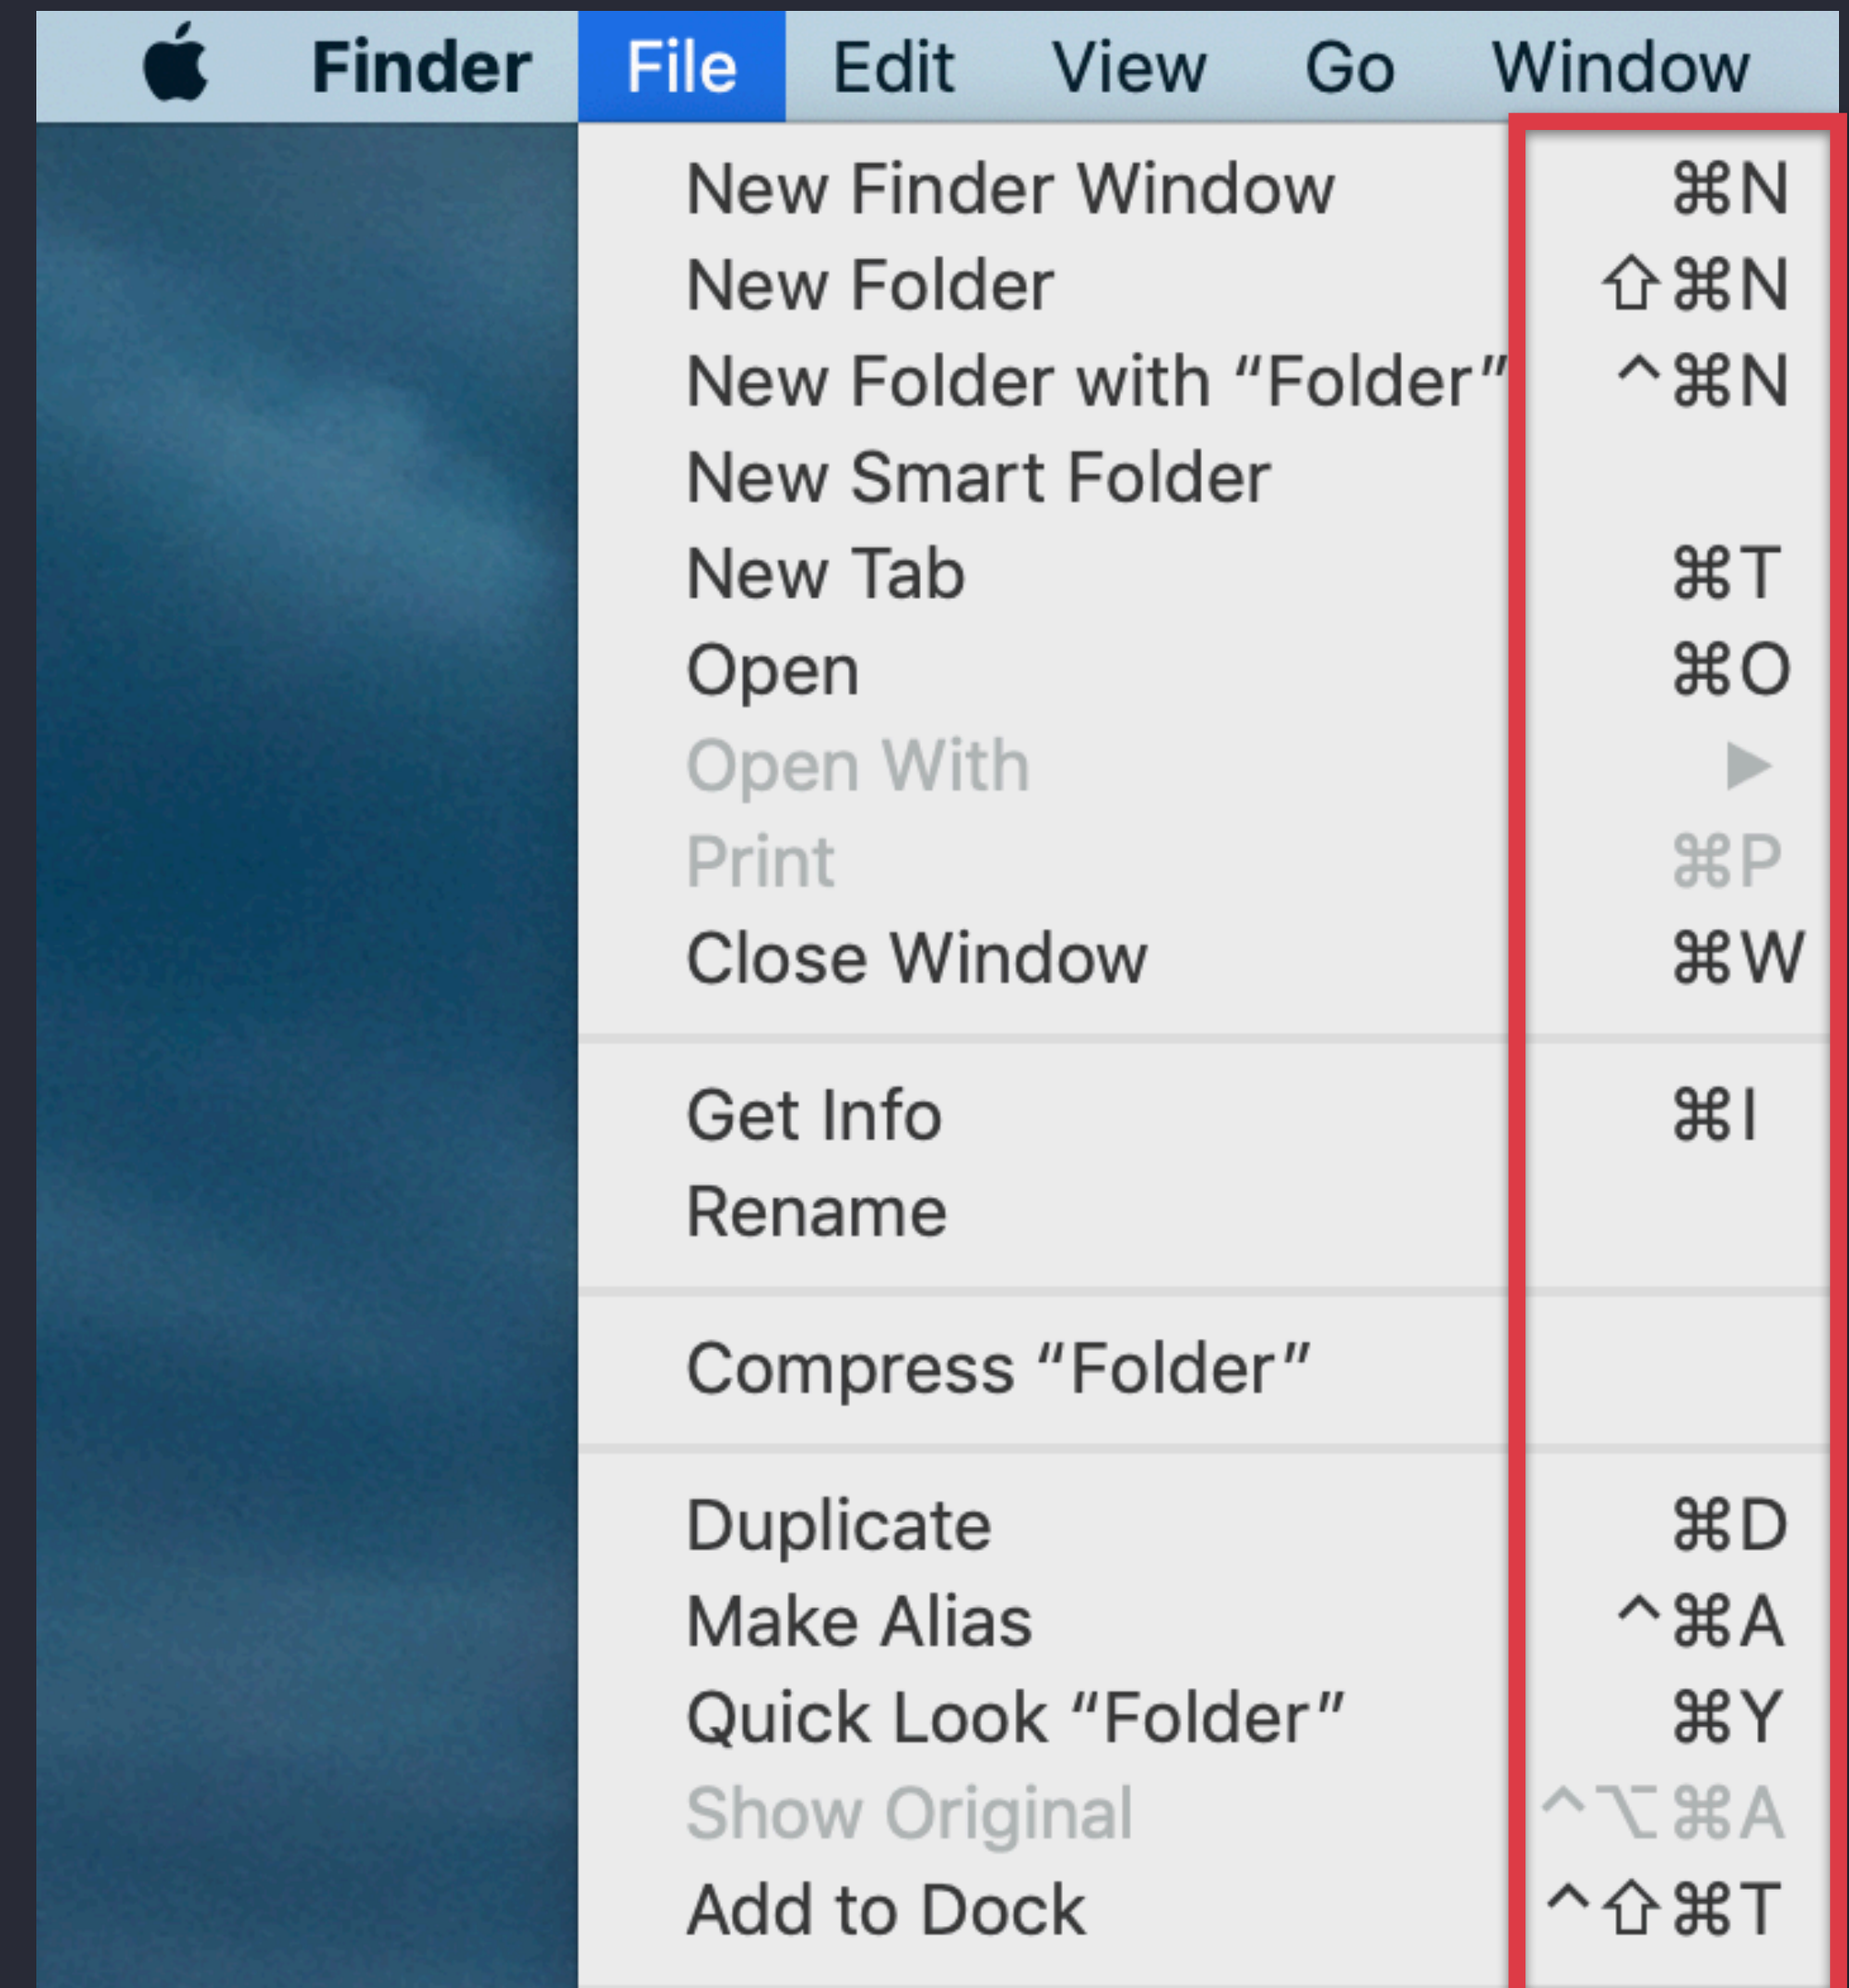 Finder File Edit View Go Window
New Finder Window ⌘N
New Folder ⇧⌘N
New Folder with “Folder” ^⌘N
New Smart Folder
New Tab ⌘T
Open ⌘O
Open With ▶
Print ⌘P
Close Window ⌘W
Get Info ⌘I
Rename
Compress “Folder”
Duplicate ⌘D
Make Alias ^⌘A
Quick Look “Folder” ⌘Y
Show Original ^⌥⌘A
Add to Dock ^⇧⌘T